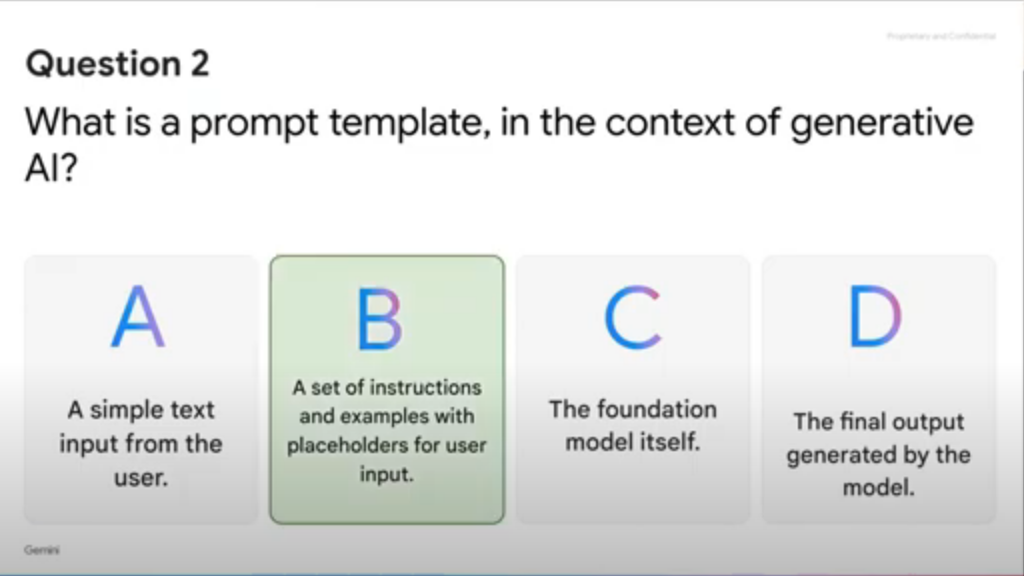 Proprietary and Confidential
Question 2
What is a prompt template, in the context of generative
AI?
A
A simple text
input from the
user.
B
A set of instructions
and examples with
placeholders for user
input.
C
The foundation
model itself.
D
The final output
generated by the
model.
Gemini